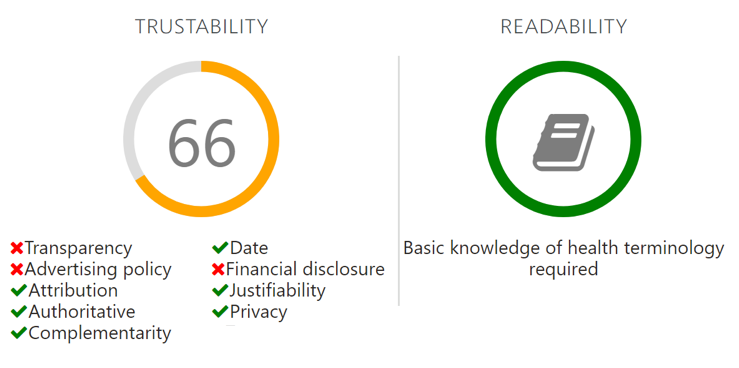 TRUSTABILITY
66
Transparency
Advertising policy
Attribution
Authoritative
Complementarity
Date
Financial disclosure
Justifiability
Privacy
READABILITY
Basic knowledge of health terminology
required